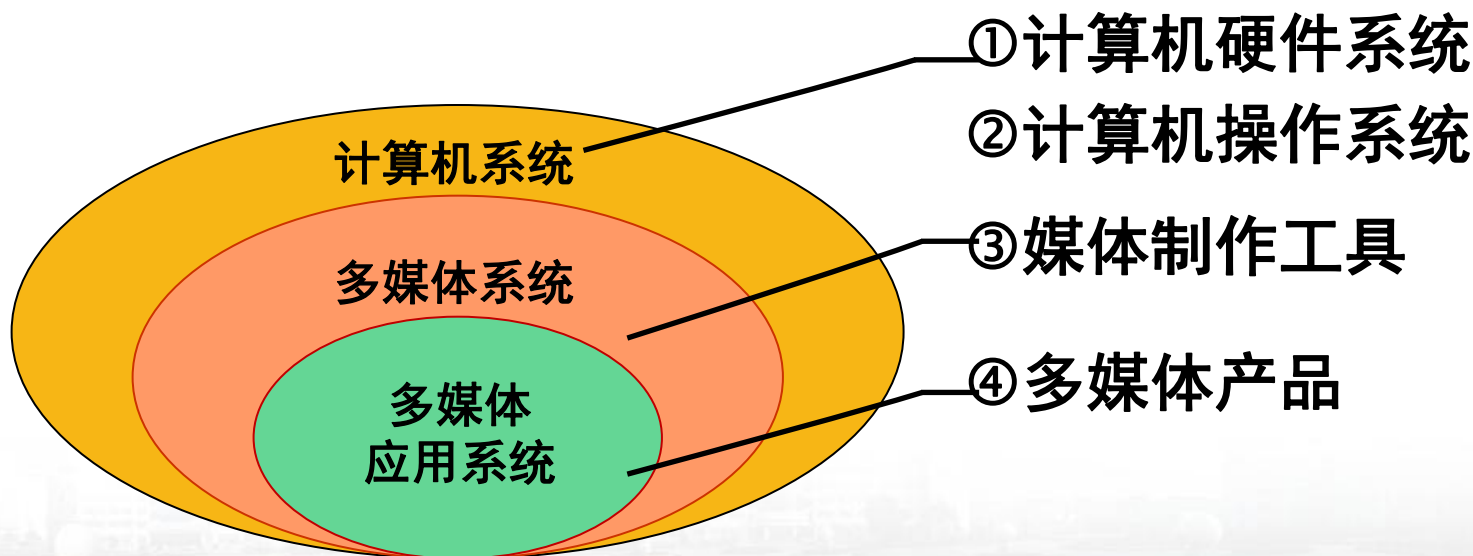 ①计算机硬件系统
②计算机操作系统
计算机系统
③媒体制作工具
多媒体系统
④多媒体产品
多媒体
应用系统